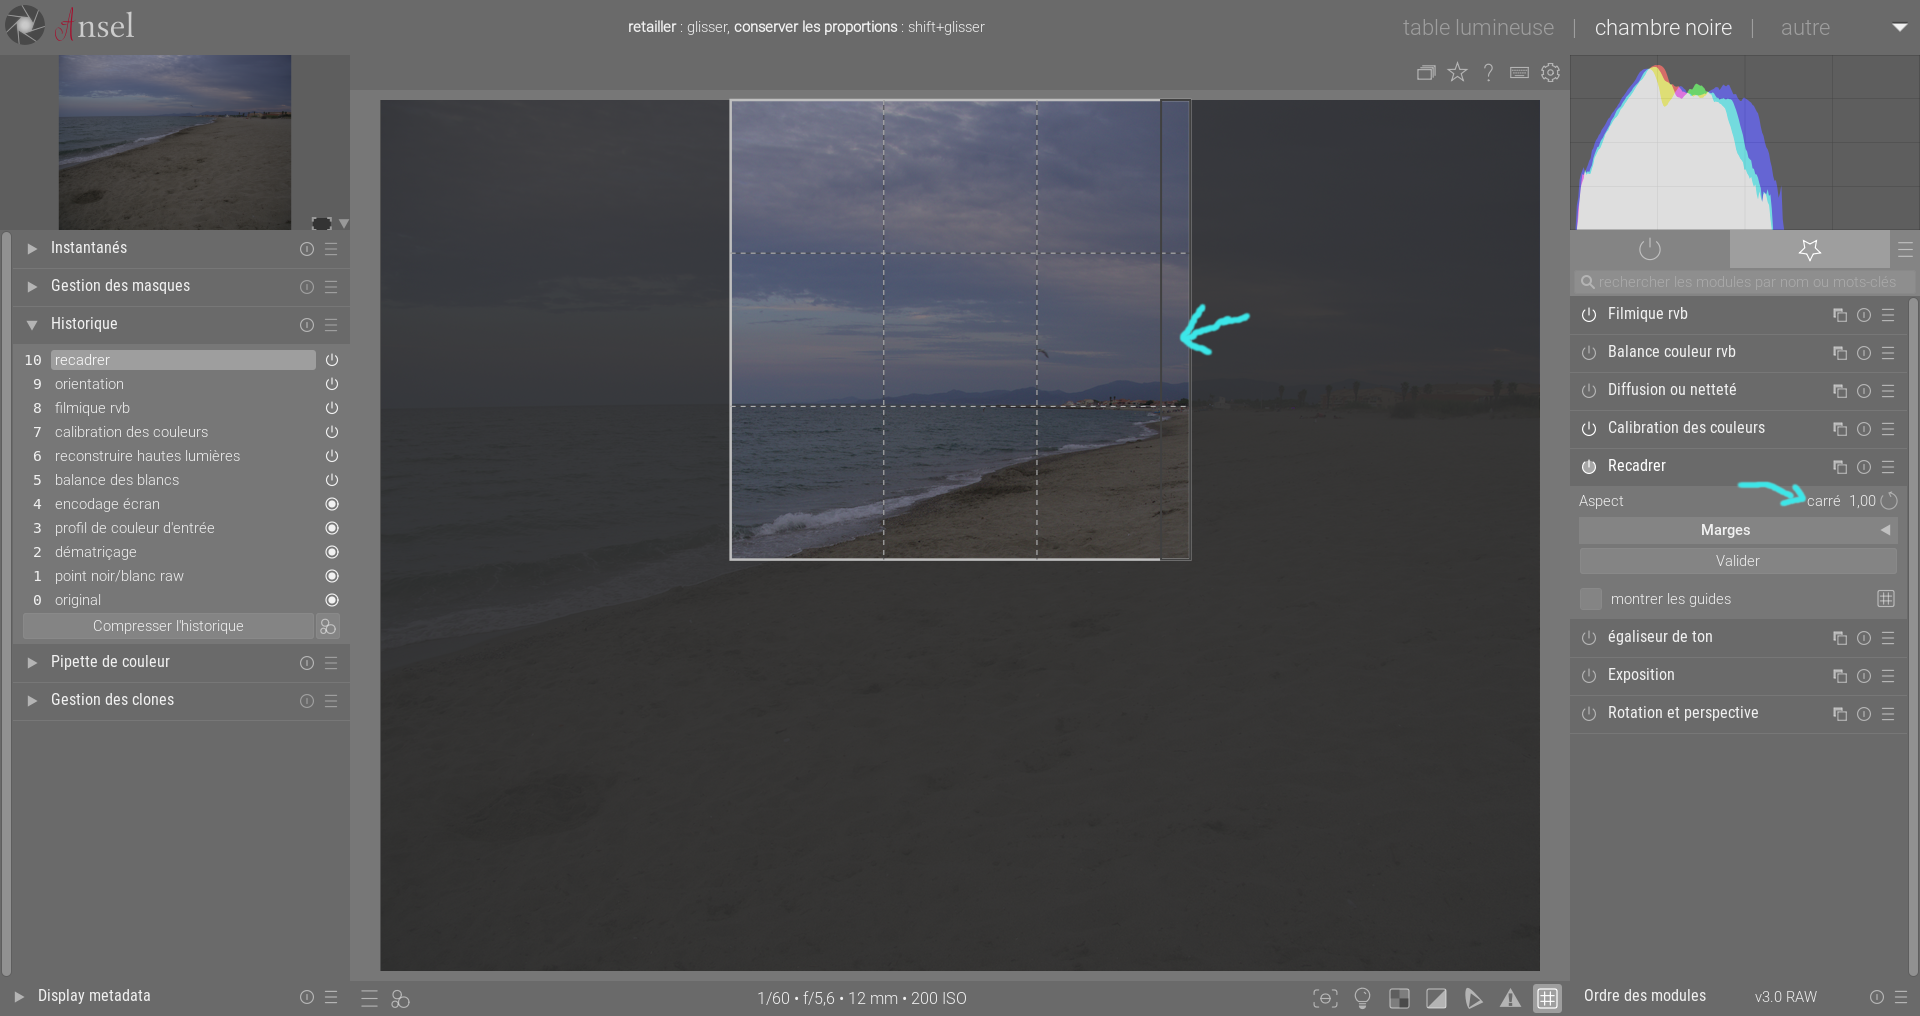 Ansel
retailler : glisser, conserver les proportions : shift+glisser
table lumineuse | chambre noire | autre
Instantanés
Gestion des masques
Historique
10 recadrer
9 orientation
8 filmique rvb
7 calibration des couleurs
6 reconstruire hautes lumières
5 balance des blancs
4 encodage écran
3 profil de couleur d'entrée
2 dématriçage
1 point noir/blanc raw
0 original
Compresser l'historique
Pipette de couleur
Gestion des clones
Display metadata
1/60 • f/5,6 • 12 mm • 200 ISO
rechercher les modules par nom ou mots-clés
Filmique rvb
Balance couleur rvb
Diffusion ou netteté
Calibration des couleurs
Recadrer
Aspect carré 1,00
Marges
Valider
montrer les guides
égaliseur de ton
Exposition
Rotation et perspective
Ordre des modules v3.0 RAW